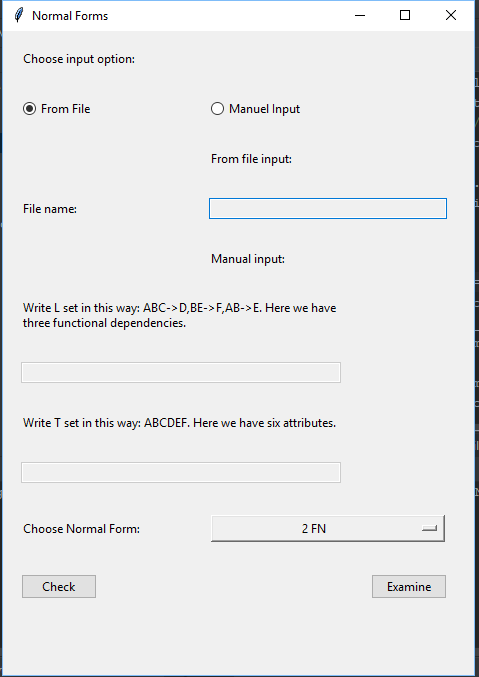 Normal Forms
Choose input option:
From File
Manuel Input
From file input:
File name:
Manual input:
Write L set in this way: ABC->D,BE->F,AB->E. Here we have
three functional dependencies.
Write T set in this way: ABCDEF. Here we have six attributes.
Choose Normal Form:
2 FN
Check
Examine